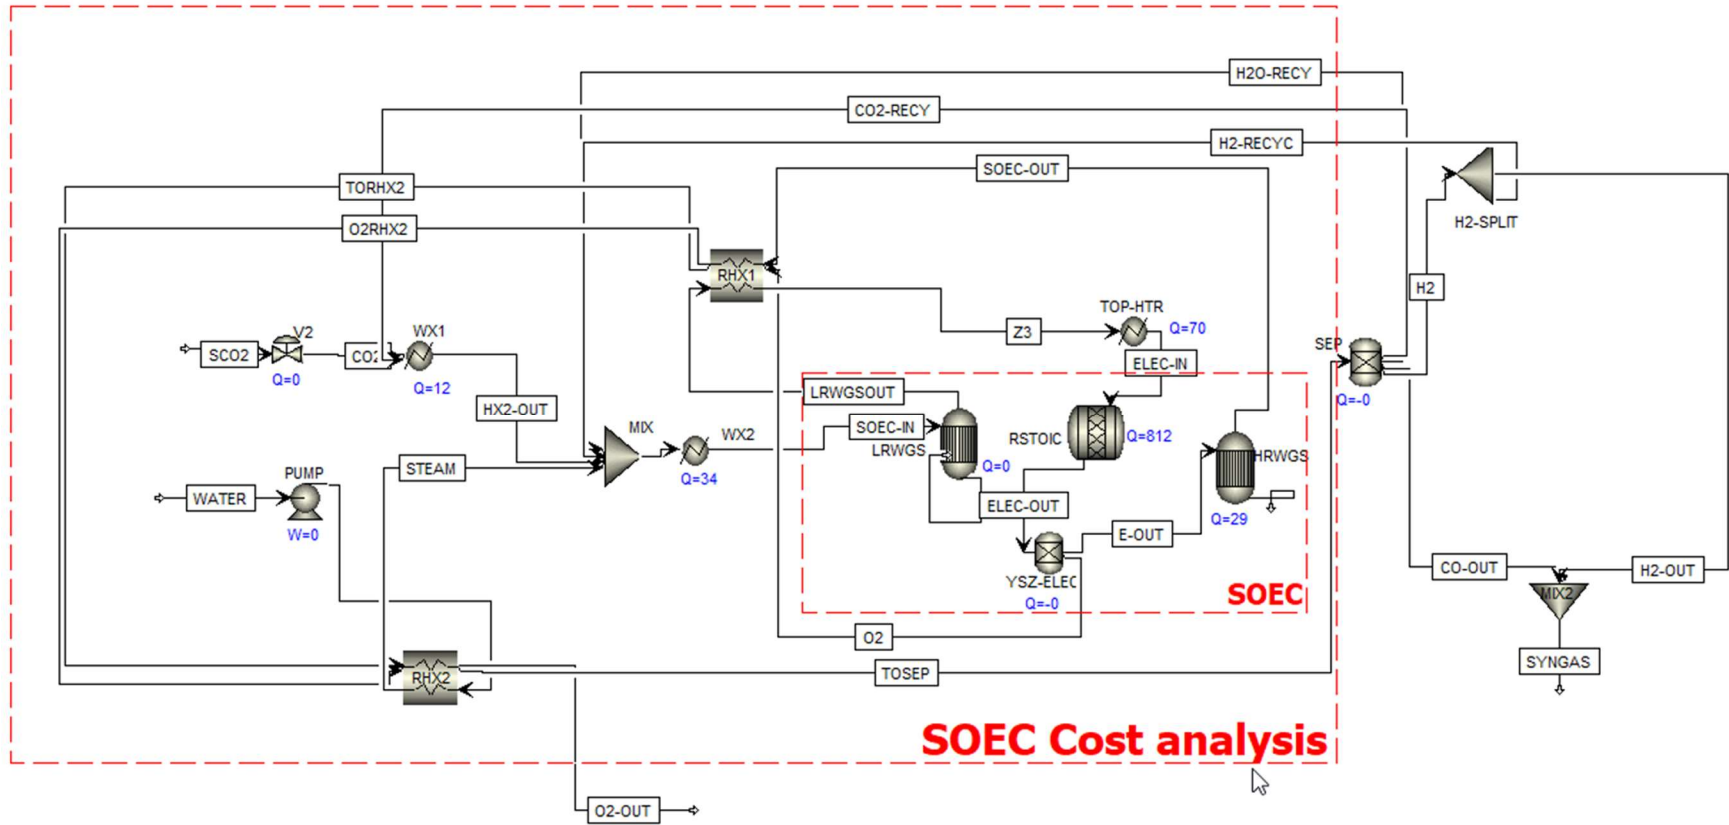 H2O-RECY
CO2-RECY
H2-RECYC
SOEC-OUT
TORHX2
H2-SPLIT
O2RHX2
RHX1
H2
TOP-HTR
Q=70
Z3
V2
WX1
SCO2
Q=0
Q=12
SEP
Q=-0
ELEC-IN
LRWGSOUT
HX2-OUT
SOEC-IN
LRWGS
Q=0
RSTOIC
Q=812
MIX
WX2
Q=34
HRWGS
Q=29
STEAM
PUMP
WATER
W=0
ELEC-OUT
E-OUT
YSZ-ELEC
Q=-0
SOEC
CO-OUT
H2-OUT
MIX2
O2
RHX2
TOSEP
SYNGAS
SOEC Cost analysis
O2-OUT